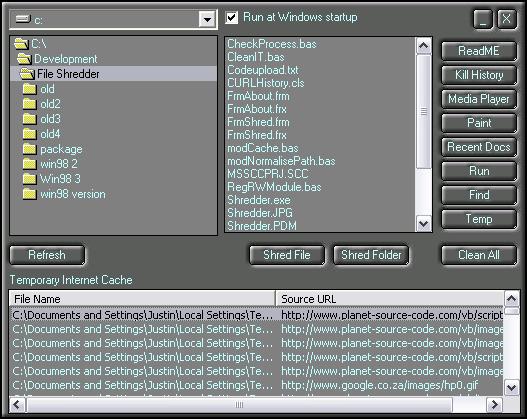 c:
Run at Windows startup
_ X
C:\
Development
File Shredder
old
old2
old3
old4
package
win98 2
Win98 3
win98 version
CheckProcess.bas
CleanIT.bas
Codeupload.txt
CURLHistory.cls
FrmAbout.frm
FrmAbout.frx
FrmShred.frm
FrmShred.frx
modCache.bas
modNormalisePath.bas
MSSCCPRJ.SCC
RegRWModule.bas
Shredder.exe
Shredder.JPG
Shredder.PDM
ReadME
Kill History
Media Player
Paint
Recent Docs
Run
Find
Temp
Refresh
Shred File
Shred Folder
Clean All
Temporary Internet Cache
File Name Source URL
C:\Documents and Settings\Justin\Local Settings\Te... http://www.planet-source-code.com/vb/script
C:\Documents and Settings\Justin\Local Settings\Te... http://www.planet-source-code.com/vb/image
C:\Documents and Settings\Justin\Local Settings\Te... http://www.planet-source-code.com/vb/image
C:\Documents and Settings\Justin\Local Settings\Te... http://www.planet-source-code.com/vb/script
C:\Documents and Settings\Justin\Local Settings\Te... http://www.planet-source-code.com/vb/image
C:\Documents and Settings\Justin\Local Settings\Te... http://www.google.co.za/images/hp0.gif